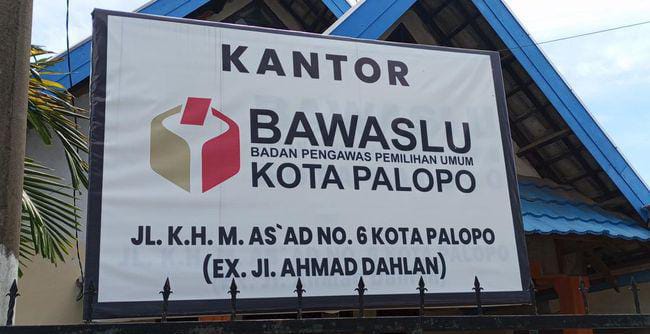 KANTOR
BAWASLU
BADAN PENGAWAS PEMILIHAN UMUM
KOTA PALOPO
JL. K.H. M. AS`AD NO. 6 KOTA PALOPO
(EX. Jl. AHMAD DAHLAN)